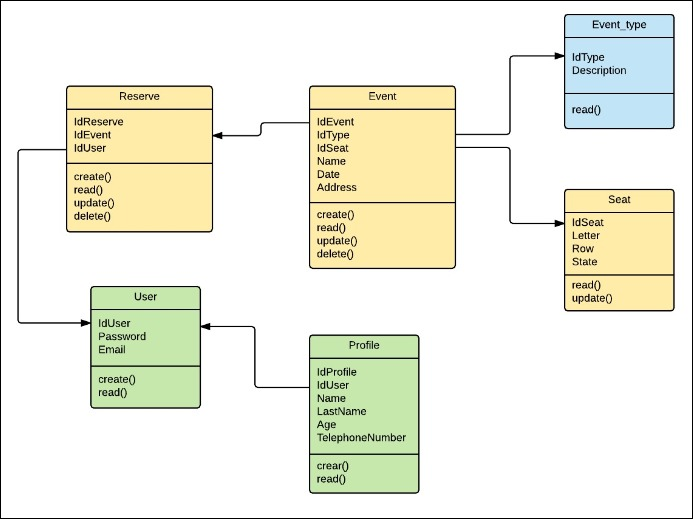 Event_type
IdType
Description
read()
Reserve
IdReserve
IdEvent
IdUser
create()
read()
update()
delete()
Event
IdEvent
IdType
IdSeat
Name
Date
Address
create()
read()
update()
delete()
Seat
IdSeat
Letter
Row
State
read()
update()
User
IdUser
Password
Email
create()
read()
Profile
IdProfile
IdUser
Name
LastName
Age
TelephoneNumber
crear()
read()